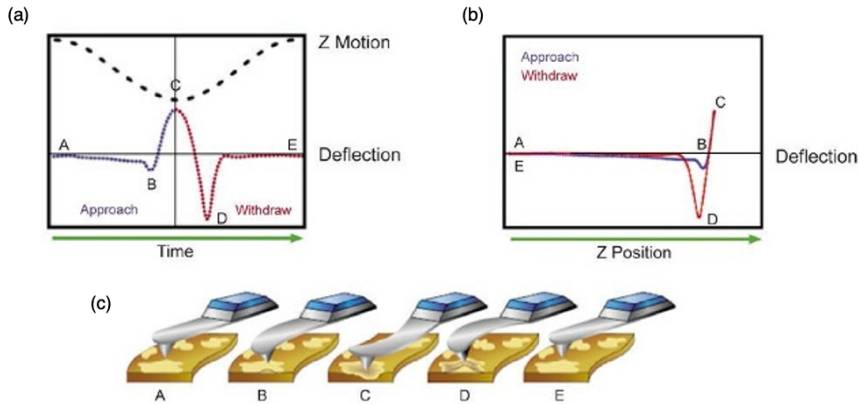 (a)
Z Motion
C
A
E
Deflection
B
D
Approach
Withdraw
Time
(b)
Approach
Withdraw
C
A
B
E
Deflection
D
Z Position
(c)
A
B
C
D
E